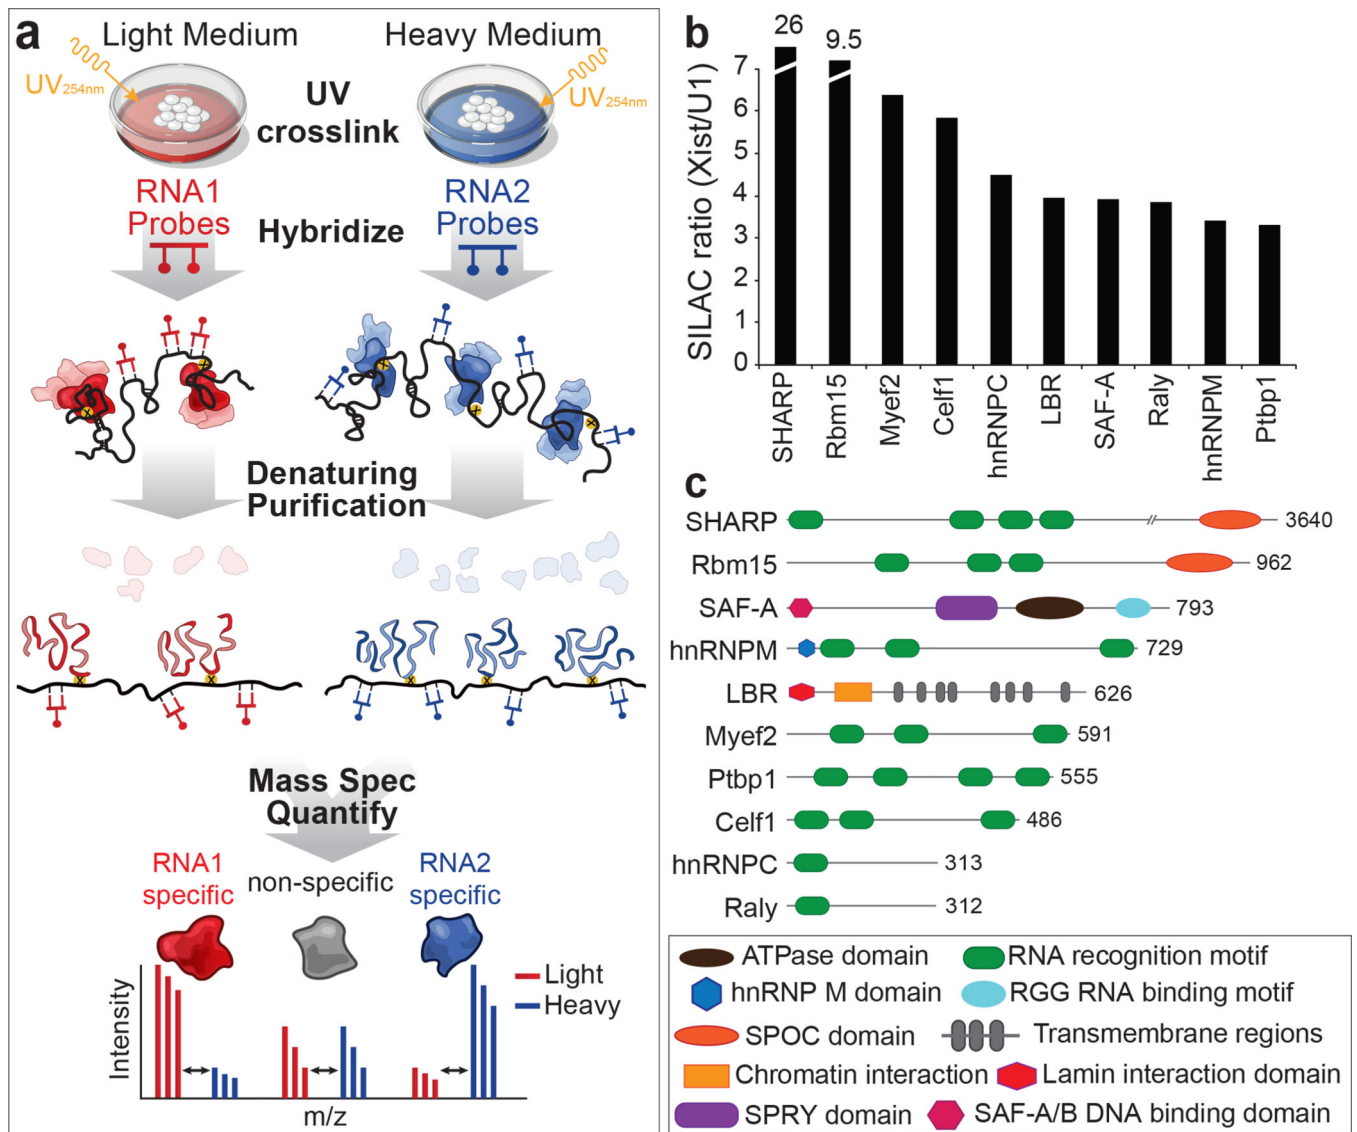 a
Light Medium
Heavy Medium
UV254nm
UV
crosslink
UV254nm
RNA1
Probes
RNA2
Probes
Hybridize
X
X
X
X
X
Denaturing
Purification
X
X
X
X
X
Mass Spec
Quantify
RNA1
specific
non-specific
RNA2
specific
Light
Heavy
Intensity
m/z
b
26
9.5
SILAC ratio (Xist/U1)
7
6
5
4
3
2
1
0
SHARP
Rbm15
Myef2
Celf1
hnRNPC
LBR
SAF-A
Raly
hnRNPM
Ptbp1
c
SHARP 3640
Rbm15 962
SAF-A 793
hnRNPM 729
LBR 626
Myef2 591
Ptbp1 555
Celf1 486
hnRNPC 313
Raly 312
ATPase domain RNA recognition motif
hnRNP M domain RGG RNA binding motif
SPOC domain Transmembrane regions
Chromatin interaction Lamin interaction domain
SPRY domain SAF-A/B DNA binding domain